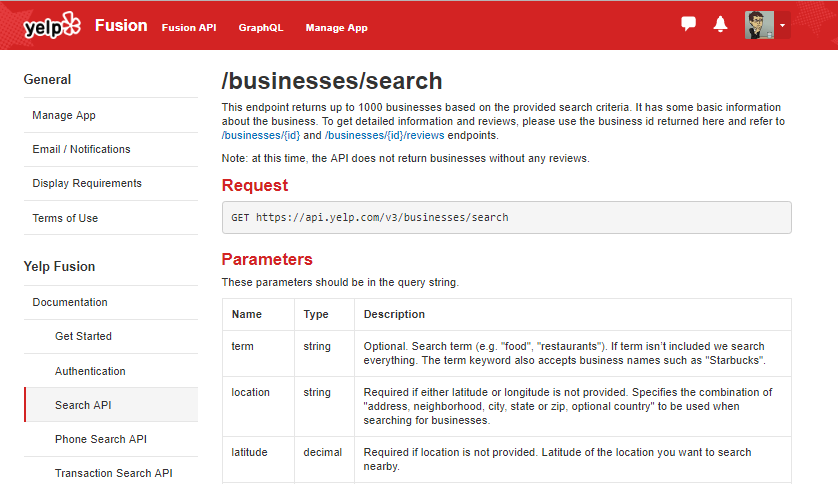 yelp Fusion Fusion API GraphQL Manage App
General
Manage App
Email / Notifications
Display Requirements
Terms of Use
Yelp Fusion
Documentation
Get Started
Authentication
Search API
Phone Search API
Transaction Search API
/businesses/search
This endpoint returns up to 1000 businesses based on the provided search criteria. It has some basic information
about the business. To get detailed information and reviews, please use the business id returned here and refer to
/businesses/{id} and /businesses/{id}/reviews endpoints.
Note: at this time, the API does not return businesses without any reviews.
Request
GET https://api.yelp.com/v3/businesses/search
Parameters
These parameters should be in the query string.
Name Type Description
term string Optional. Search term (e.g. "food", "restaurants"). If term isn't included we search
everything. The term keyword also accepts business names such as "Starbucks".
location string Required if either latitude or longitude is not provided. Specifies the combination of
"address, neighborhood, city, state or zip, optional country" to be used when
searching for businesses.
latitude decimal Required if location is not provided. Latitude of the location you want to search
nearby.